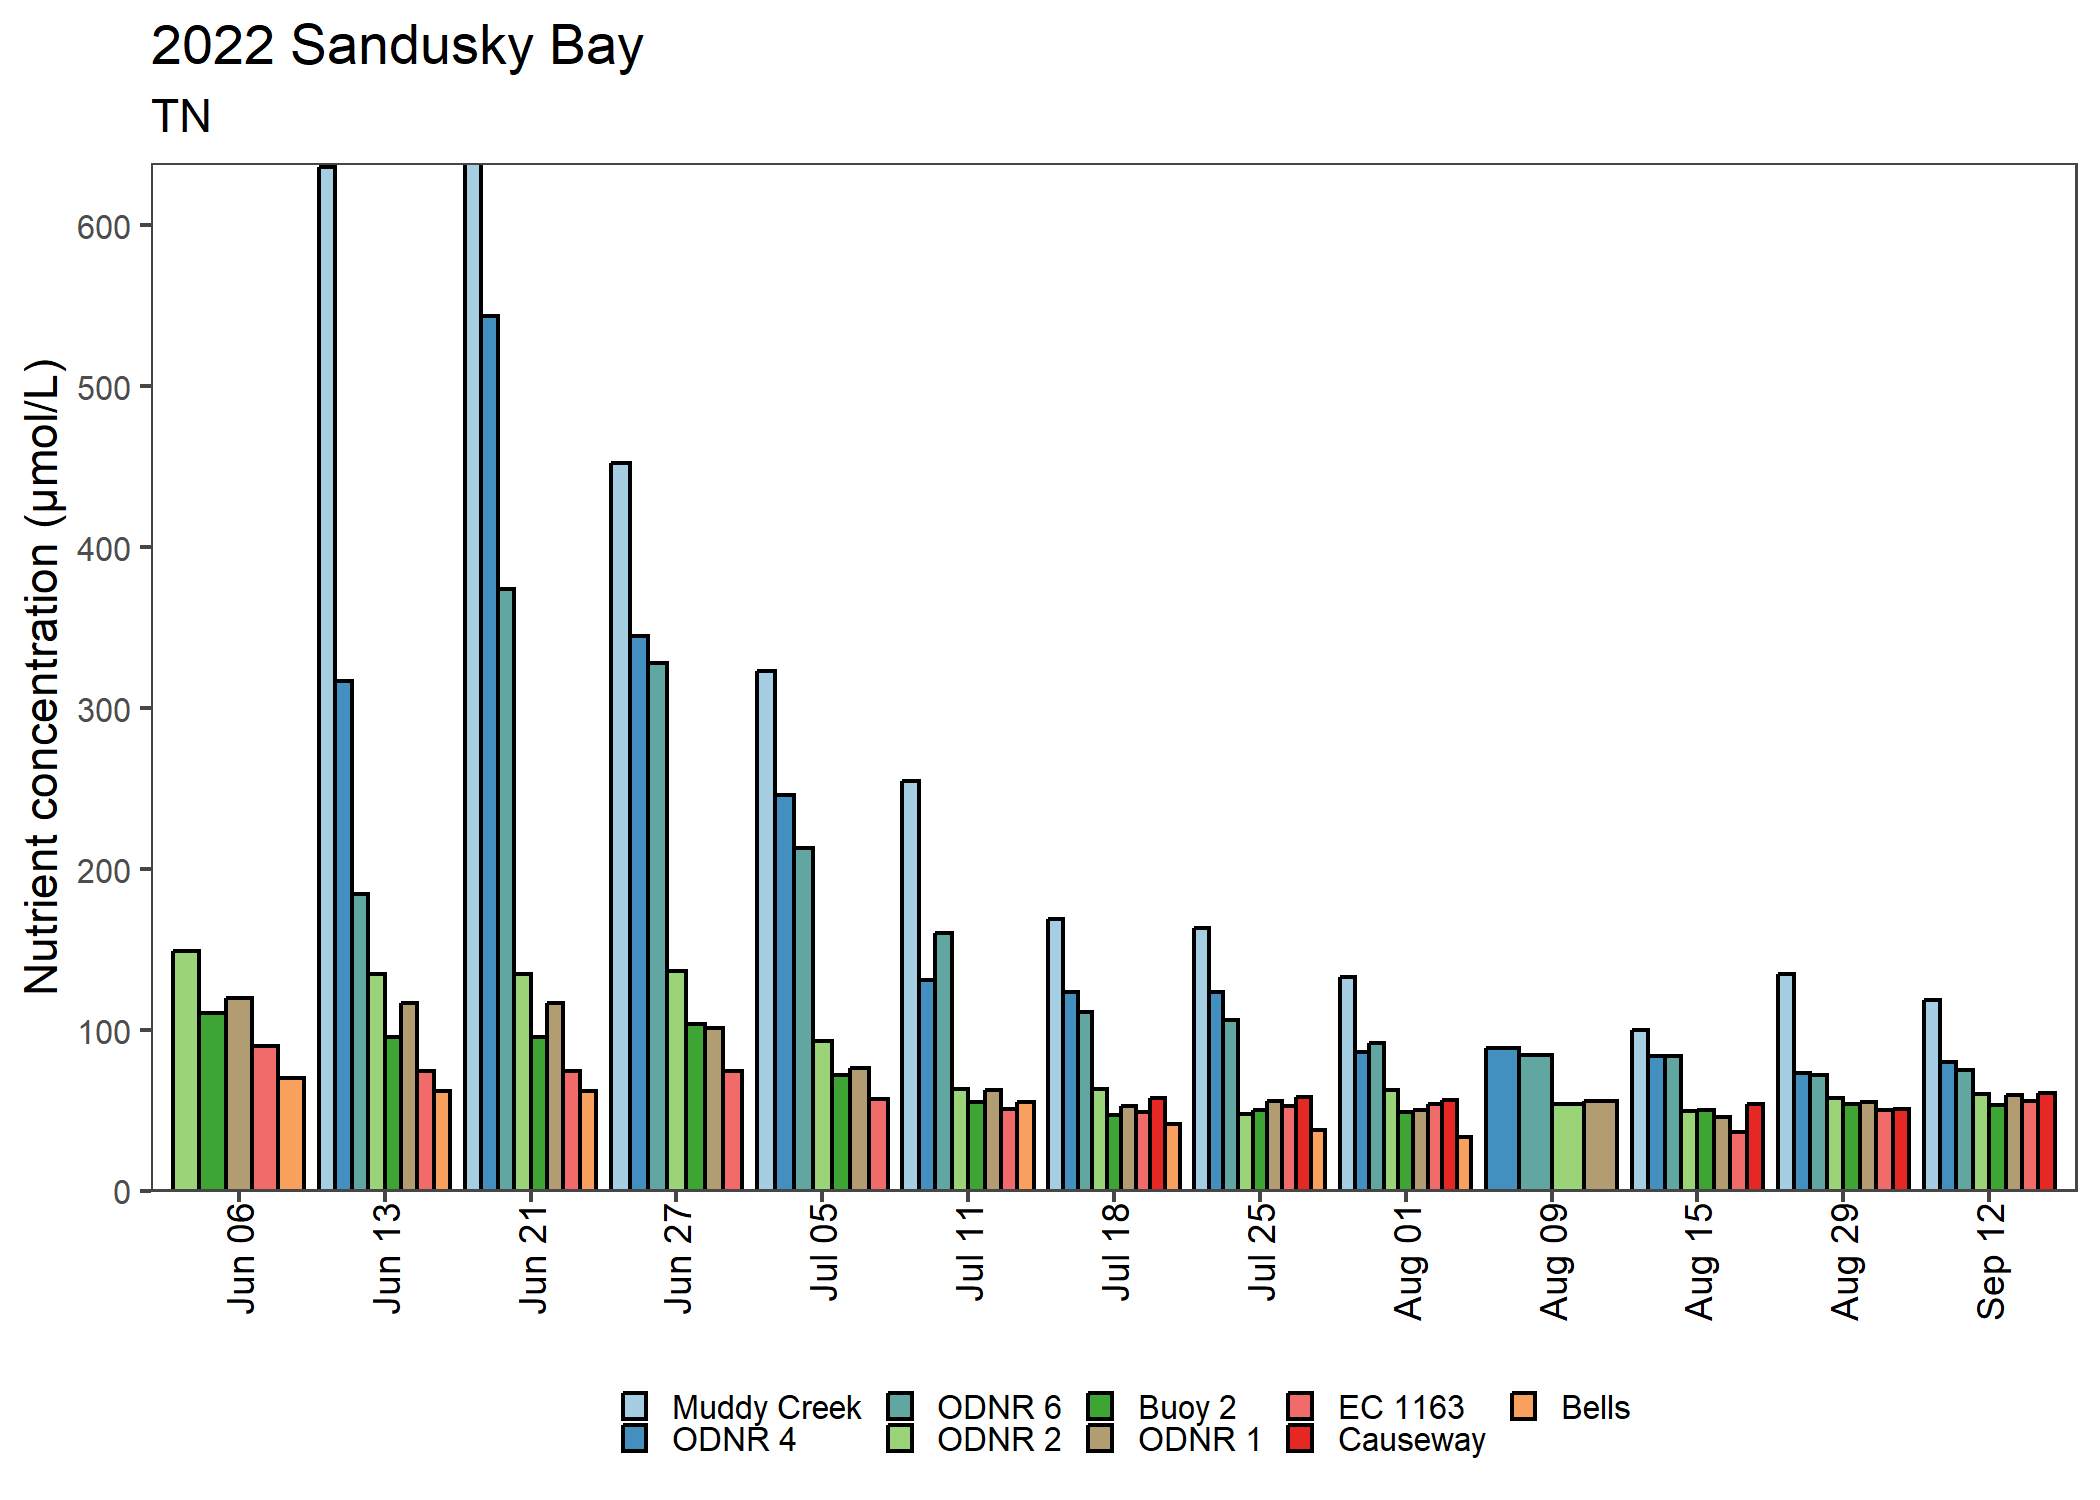 2022 Sandusky Bay
TN
Nutrient concentration (µmol/L)
600
500
400
300
200
100
0
Jun 06
Jun 13
Jun 21
Jun 27
Jul 05
Jul 11
Jul 18
Jul 25
Aug 01
Aug 09
Aug 15
Aug 29
Sep 12
Muddy Creek ODNR 6 Buoy 2 EC 1163 Bells
ODNR 4 ODNR 2 ODNR 1 Causeway